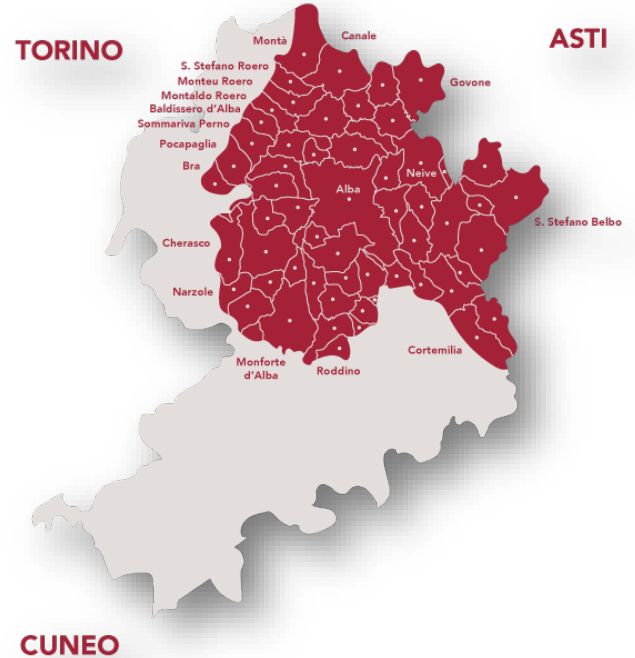 TORINO
ASTI
Montà
Canale
S. Stefano Roero
Monteu Roero
Montaldo Roero
Baldissero d'Alba
Sommariva Perno
Pocapaglia
Bra
Govone
Neive
Alba
S. Stefano Belbo
Cherasco
Narzole
Monforte
d'Alba
Roddino
Cortemilia
CUNEO